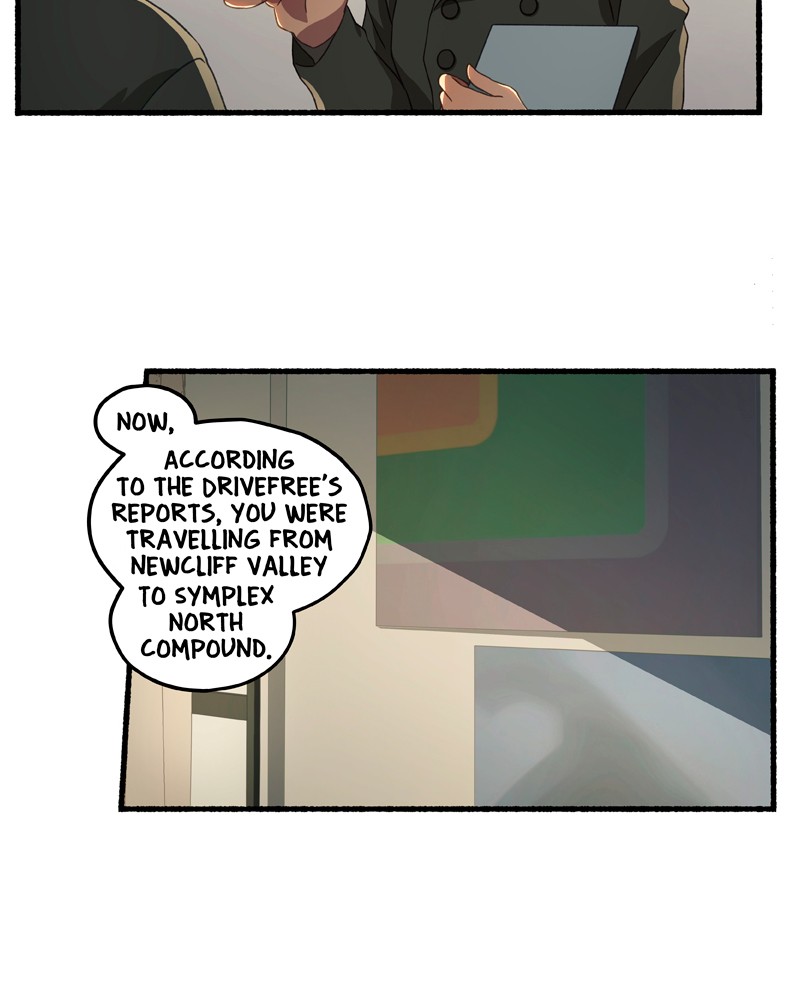 NOW,
ACCORDING
TO THE DRIVEFREE'S
REPORTS, YOU WERE
TRAVELLING FROM
NEWCLIFF VALLEY
TO SYMPLEX
NORTH
COMPOUND.